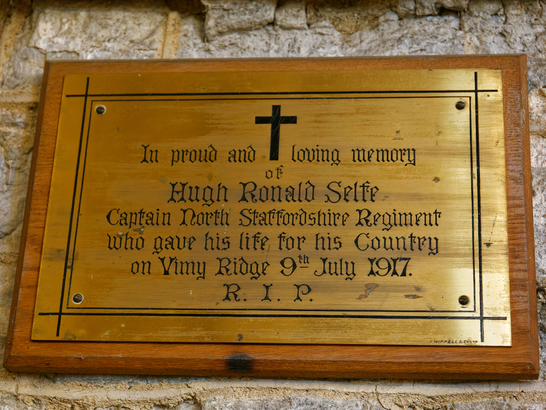 In proud and loving memory
of
Hugh Ronald Selfe
Captain North Staffordshire Regiment
who gave his life for his Country
on Vimy Ridge 9th July 1917.
R. I. P.